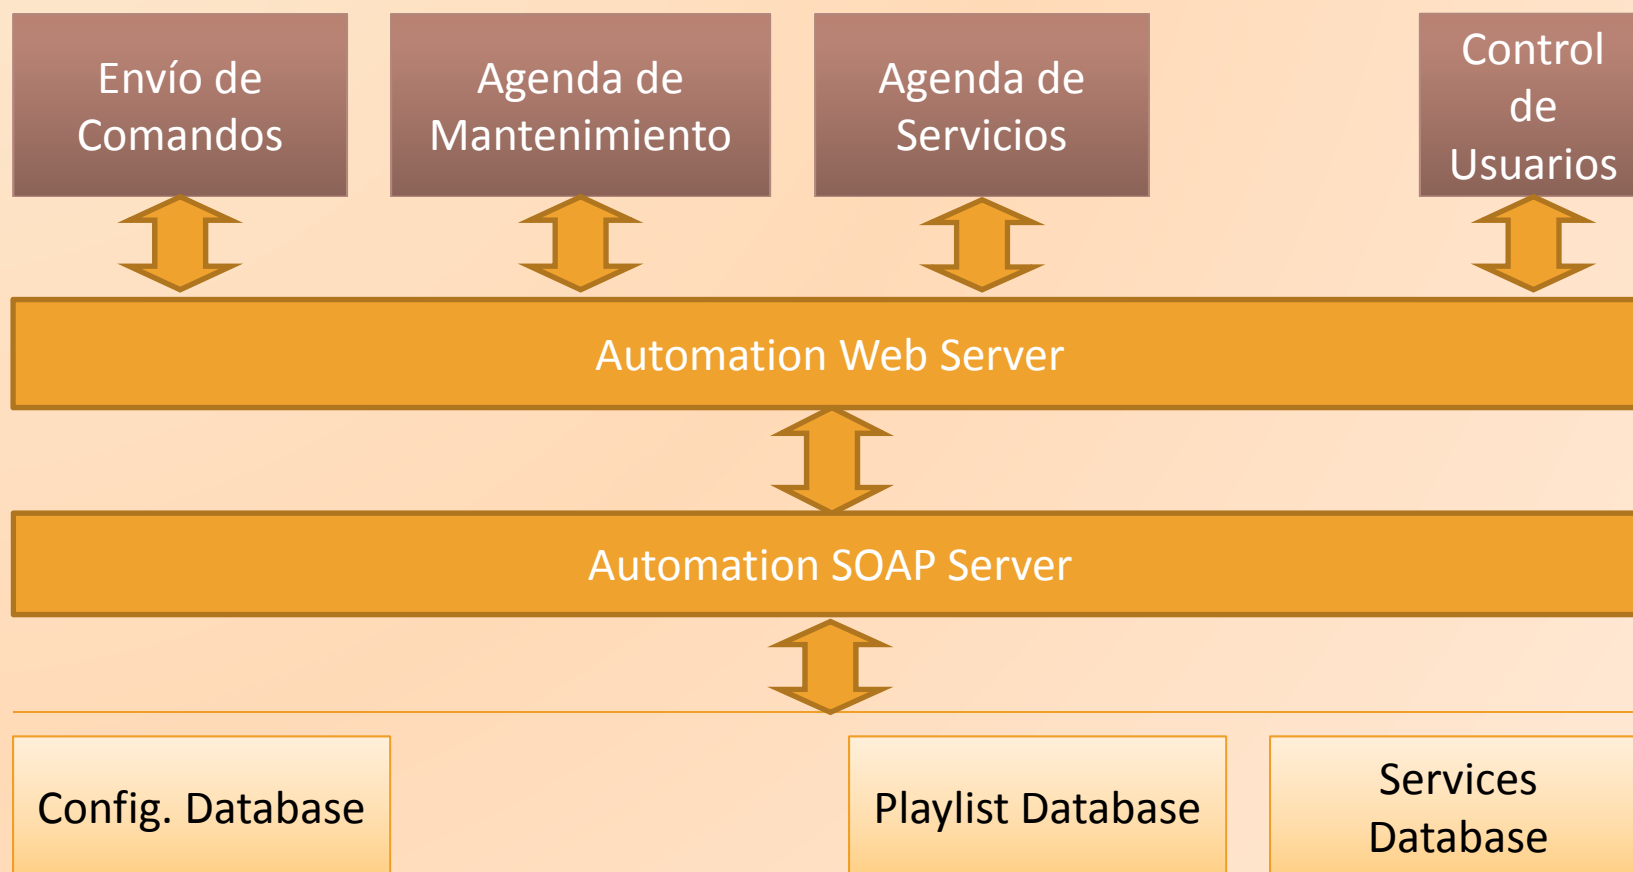 Envío de
Comandos
Agenda de
Mantenimiento
Agenda de
Servicios
Control
de
Usuarios
Automation Web Server
Automation SOAP Server
Config. Database
Playlist Database
Services
Database